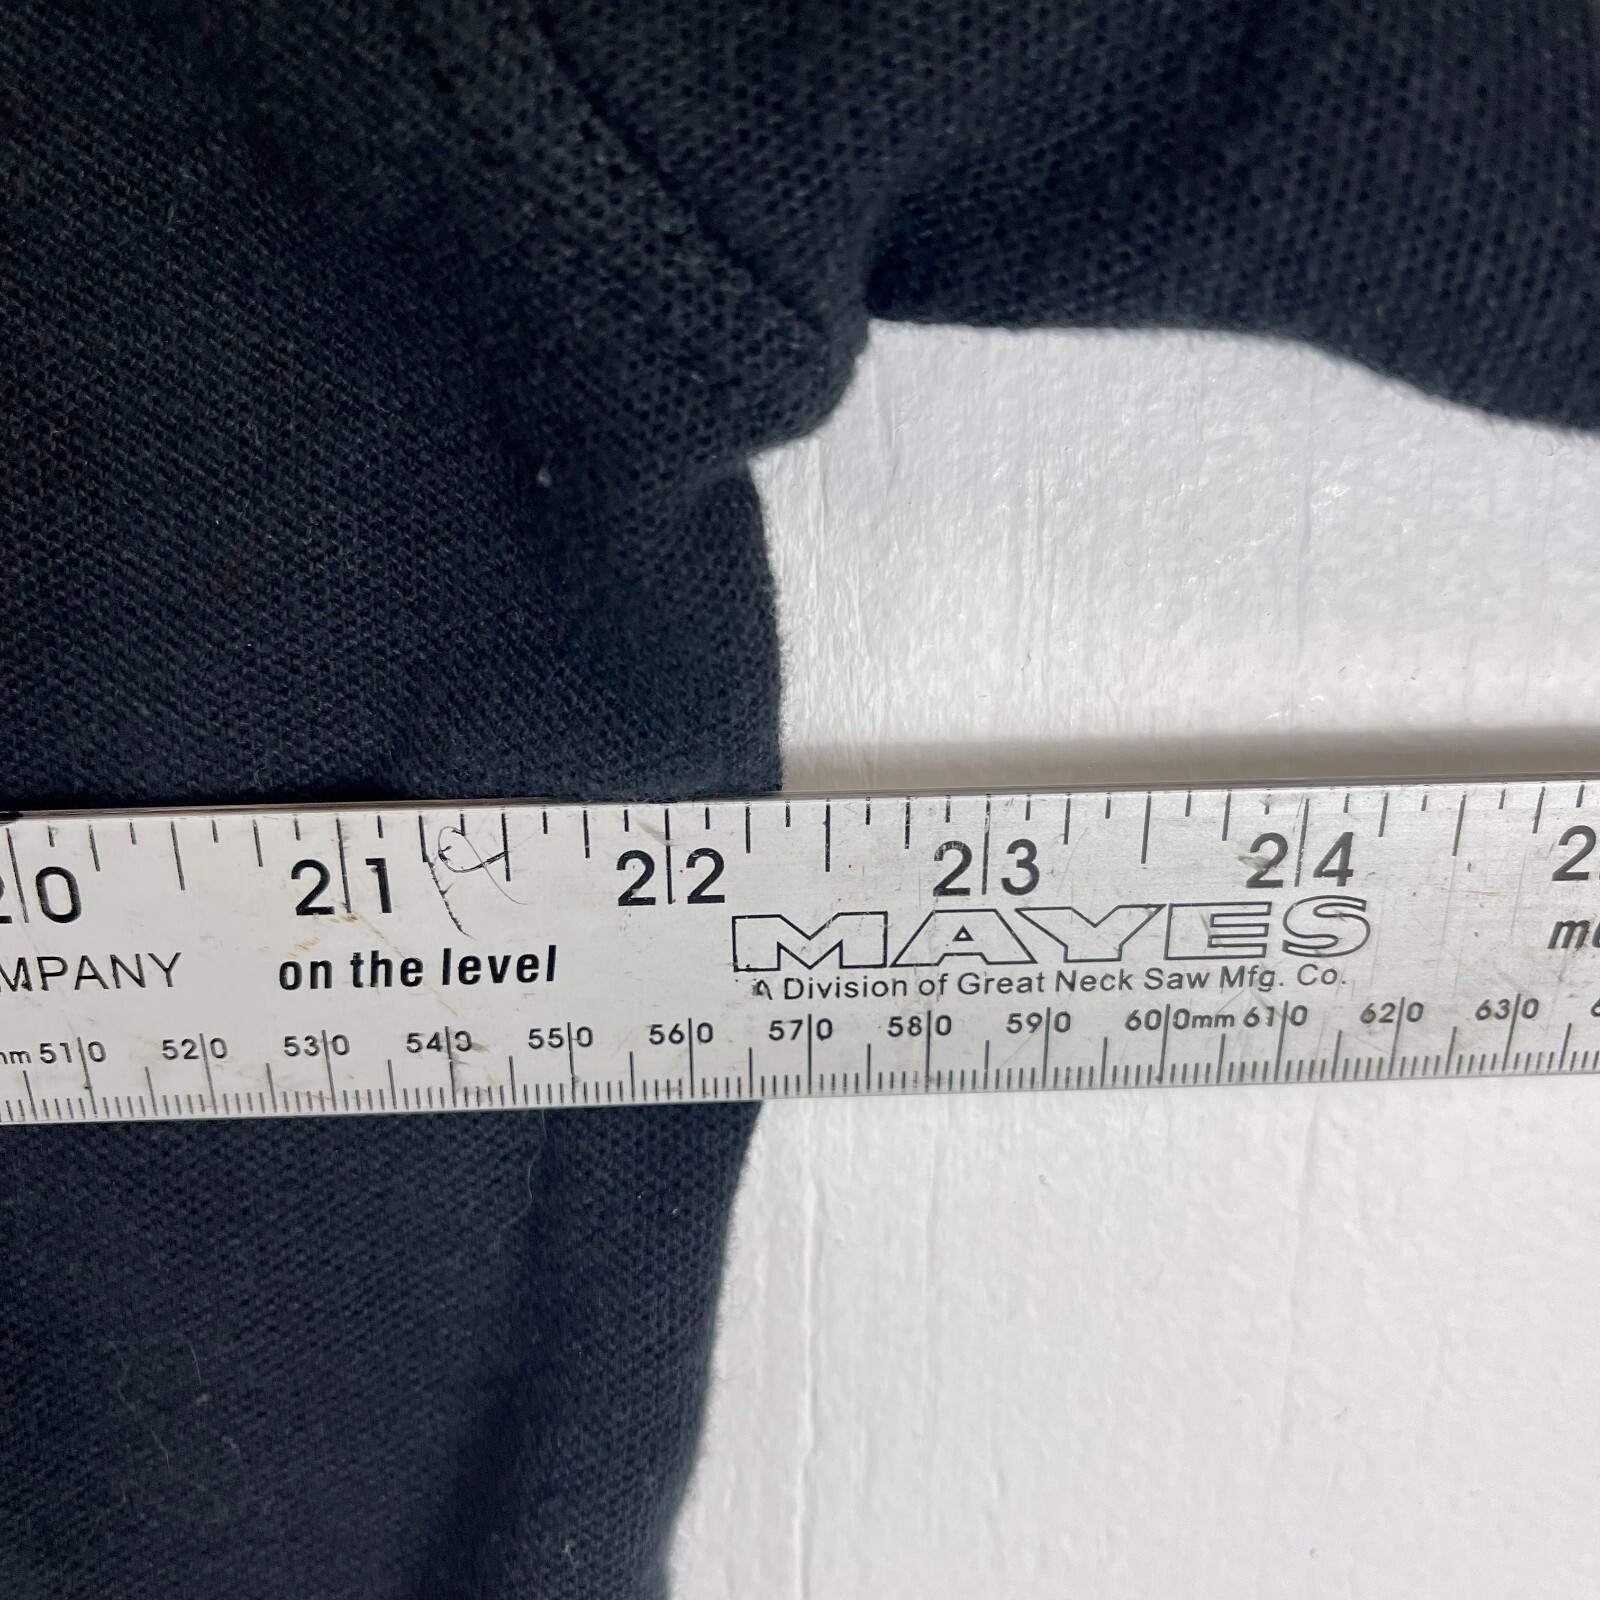 20 21 22 23 24 2
MPANY on the level MAYES
A Division of Great Neck Saw Mfg. Co.
510 520 530 540 550 560 570 580 590 600mm 610 620 630